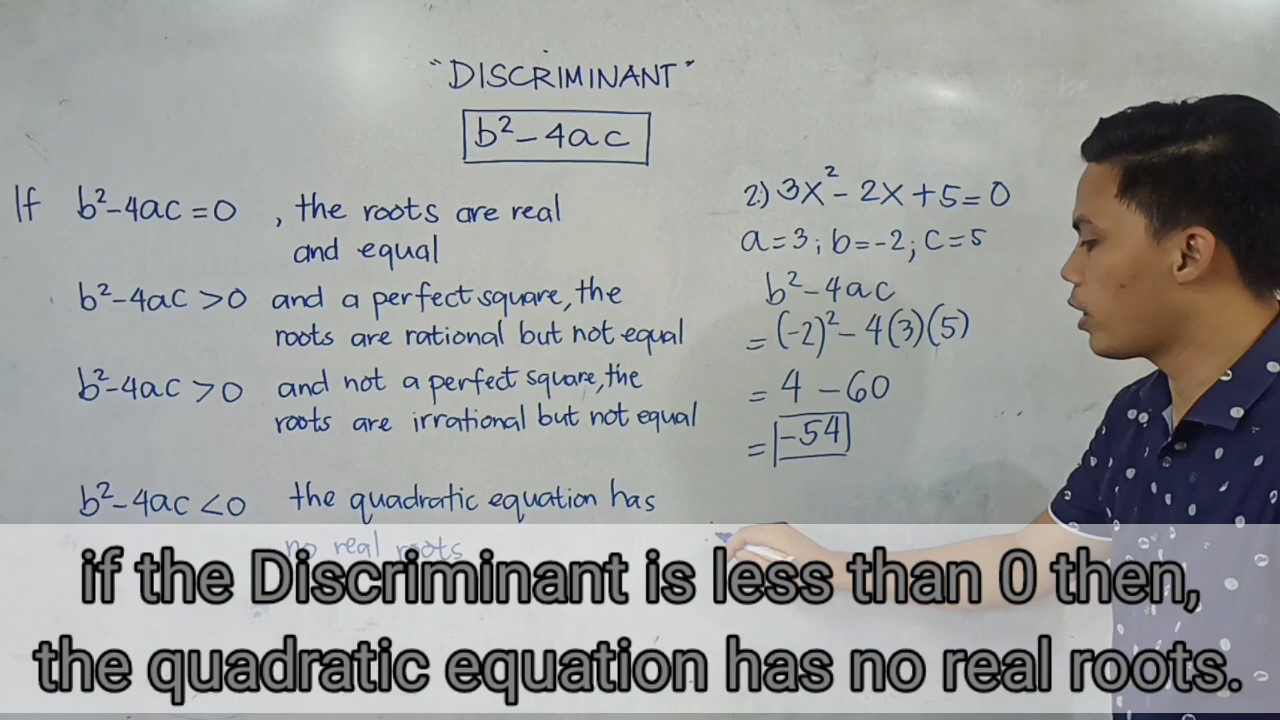 "DISCRIMINANT"
b²-4ac
If b²-4ac=0 , the roots are real
and equal
b²-4ac >0 and a perfect square, the
roots are rational but not equal
b²-4ac >0 and not a perfect square, the
roots are irrational but not equal
b²-4ac <0 the quadratic equation has
no real roots
2.) 3x²- 2x +5=0
a=3; b=-2; c=5
b²-4ac
= (-2)²- 4(3)(5)
= 4 -60
= -54
if the Discriminant is less than 0 then,
the quadratic equation has no real roots.